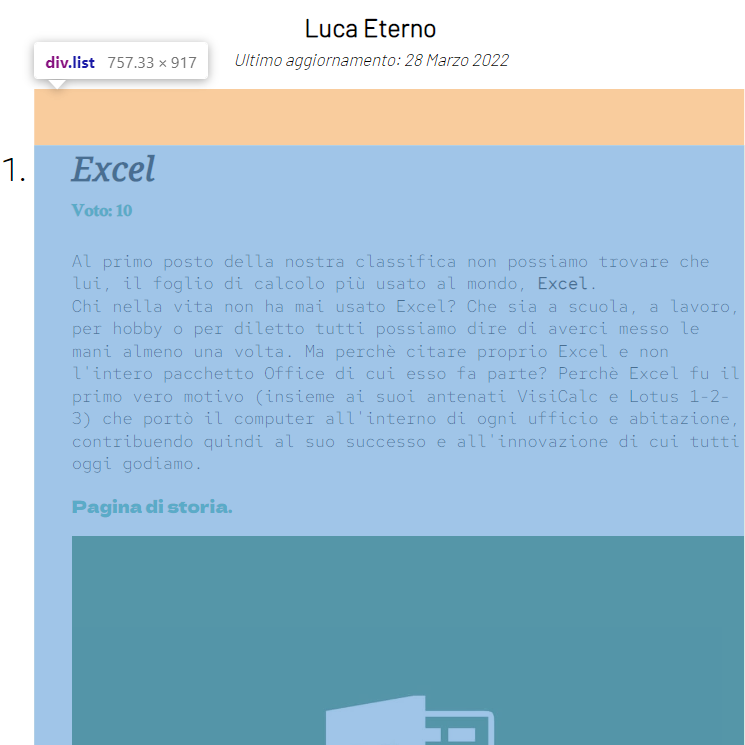 Luca Eterno
div.list 757.33 × 917
Ultimo aggiornamento: 28 Marzo 2022
1. Excel
Voto: 10
Al primo posto della nostra classifica non possiamo trovare che
lui, il foglio di calcolo più usato al mondo, Excel.
Chi nella vita non ha mai usato Excel? Che sia a scuola, a lavoro,
per hobby o per diletto tutti possiamo dire di averci messo le
mani almeno una volta. Ma perchè citare proprio Excel e non
l'intero pacchetto Office di cui esso fa parte? Perchè Excel fu il
primo vero motivo (insieme ai suoi antenati VisiCalc e Lotus 1-2-
3) che portò il computer all'interno di ogni ufficio e abitazione,
contribuendo quindi al suo successo e all'innovazione di cui tutti
oggi godiamo.
Pagina di storia.